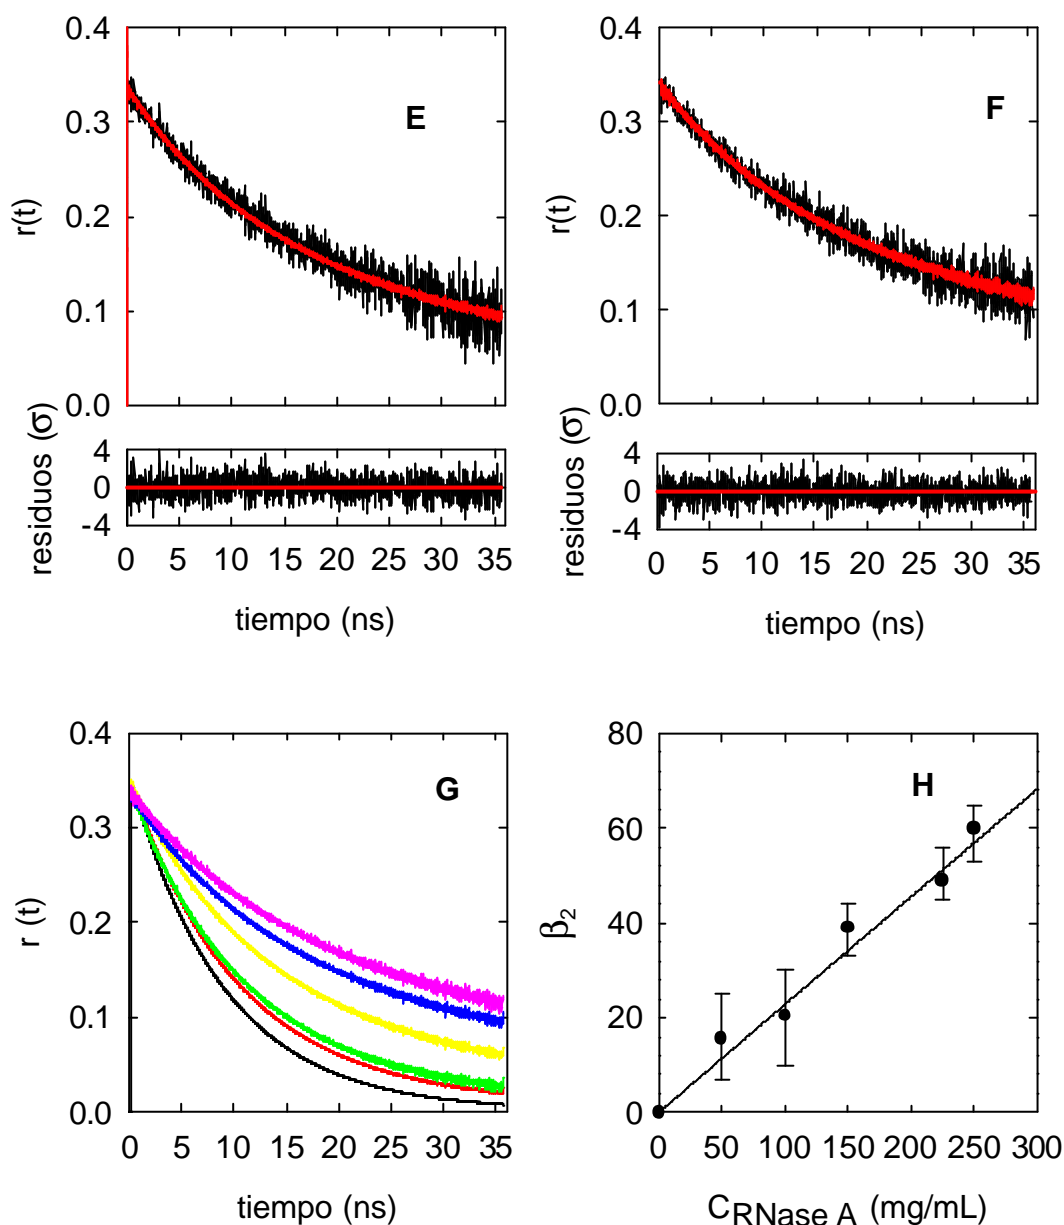 0.4
0.3
0.2
0.1
0.0
r(t)
E
4
0
-4
residuos (σ)
0 5 10 15 20 25 30 35
tiempo (ns)
0.4
0.3
0.2
0.1
0.0
r(t)
F
4
0
-4
residuos (σ)
0 5 10 15 20 25 30 35
tiempo (ns)
0.4
0.3
0.2
0.1
0.0
r (t)
G
0 5 10 15 20 25 30 35
tiempo (ns)
80
60
40
20
0
β2
H
0 50 100 150 200 250 300
CRNase A (mg/mL)